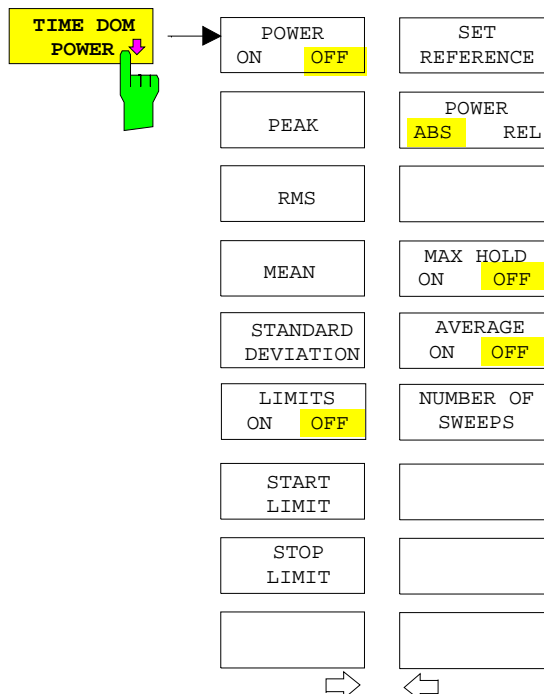 TIME DOM
POWER
POWER
ON OFF
PEAK
RMS
MEAN
STANDARD
DEVIATION
LIMITS
ON OFF
START
LIMIT
STOP
LIMIT
SET
REFERENCE
POWER
ABS REL
MAX HOLD
ON OFF
AVERAGE
ON OFF
NUMBER OF
SWEEPS